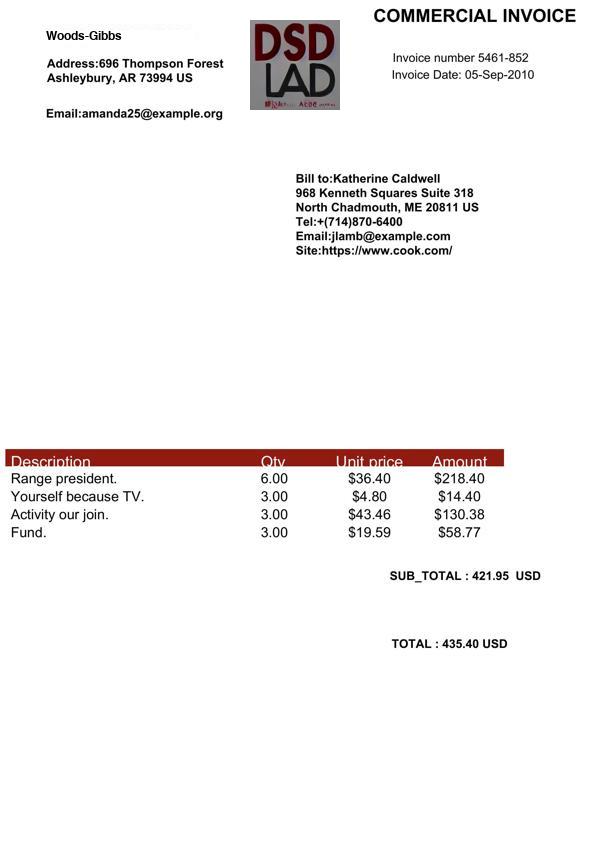 COMMERCIAL INVOICE
Woods-Gibbs
Address:696 Thompson Forest
Ashleybury, AR 73994 US
Email:amanda25@example.org
DSD
LAD
Invoice number 5461-852
Invoice Date: 05-Sep-2010
Bill to:Katherine Caldwell
968 Kenneth Squares Suite 318
North Chadmouth, ME 20811 US
Tel:+(714)870-6400
Email:jlamb@example.com
Site:https://www.cook.com/
Description Qty Unit price Amount
Range president. 6.00 $36.40 $218.40
Yourself because TV. 3.00 $4.80 $14.40
Activity our join. 3.00 $43.46 $130.38
Fund. 3.00 $19.59 $58.77
SUB_TOTAL : 421.95 USD
TOTAL : 435.40 USD